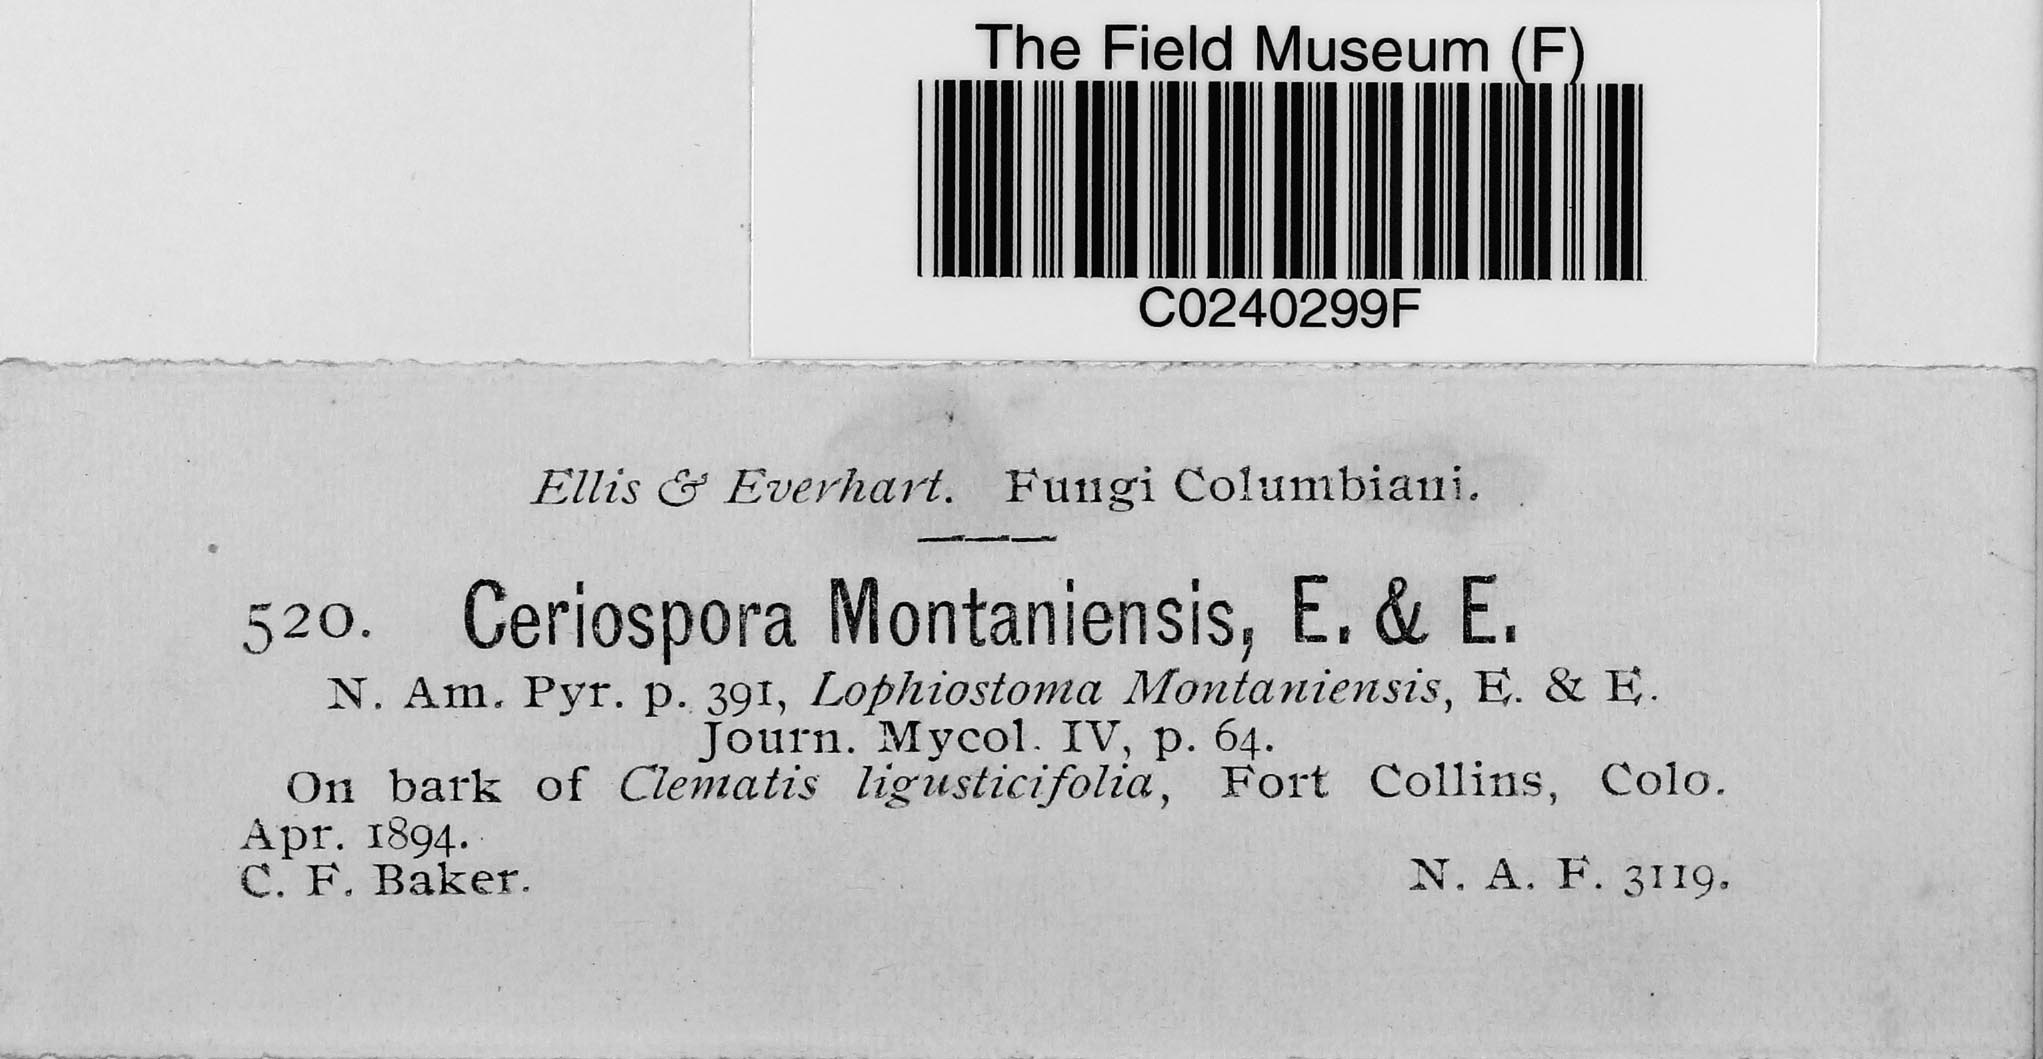 The Field Museum (F)
C0240299F
Ellis & Everhart. Fungi Columbiani.
520. Ceriospora Montaniensis, E. & E.
N. Am. Pyr. p. 391, Lophiostoma Montaniensis, E. & E.
Journ. Mycol. IV, p. 64.
On bark of Clematis ligusticifolia, Fort Collins, Colo.
Apr. 1894.
C. F. Baker. N. A. F. 3119.